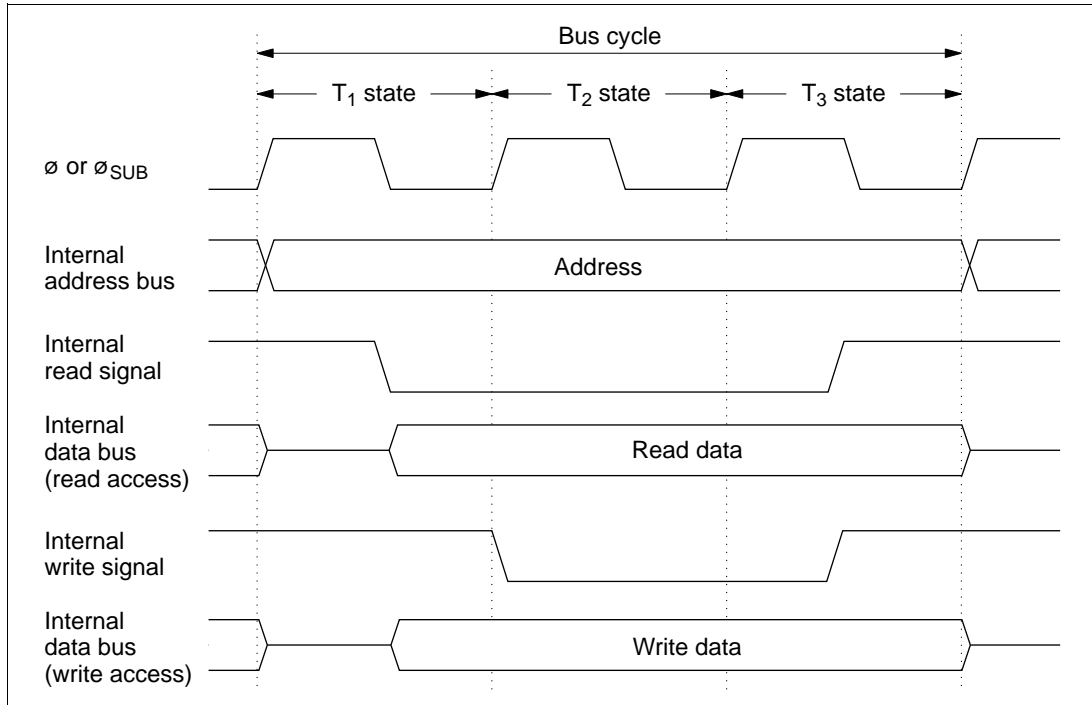 Bus cycle
T₁ state
T₂ state
T₃ state
ø or øSUB
Internal
address bus
Address
Internal
read signal
Internal
data bus
(read access)
Read data
Internal
write signal
Internal
data bus
(write access)
Write data